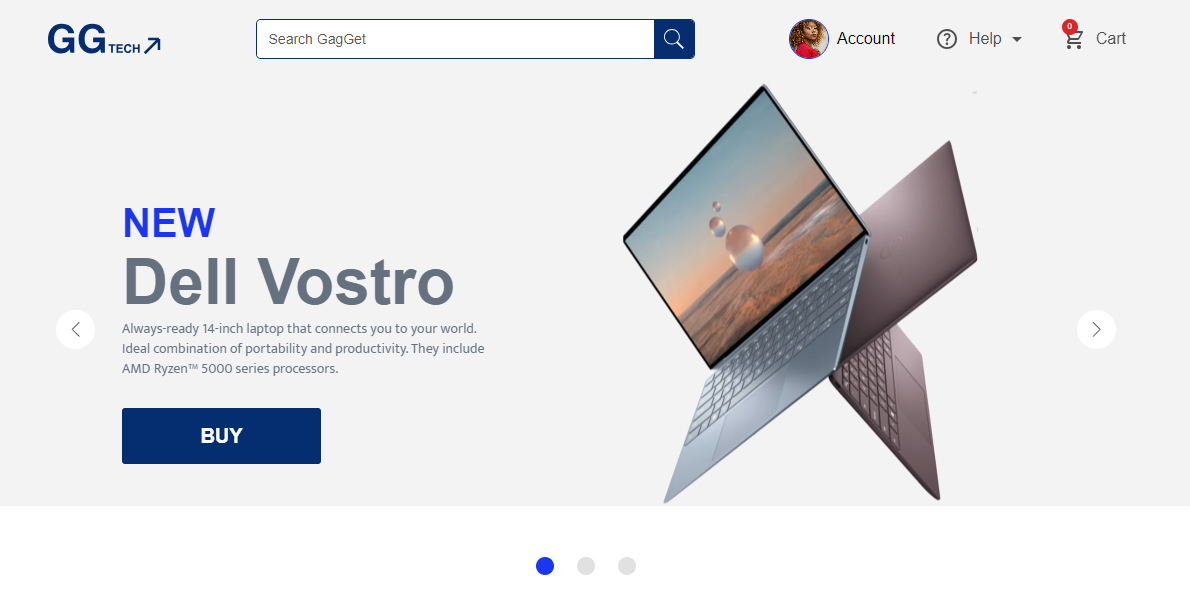 GG TECH
Search GagGet
Account
Help
0
Cart
NEW
Dell Vostro
Always-ready 14-inch laptop that connects you to your world.
Ideal combination of portability and productivity. They include
AMD Ryzen™ 5000 series processors.
BUY